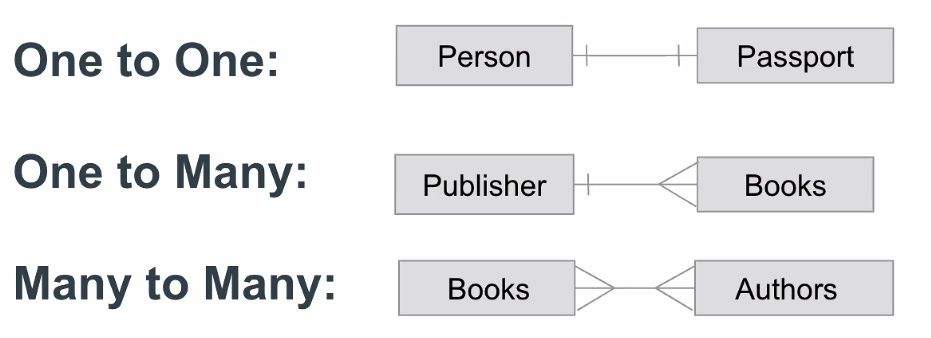 One to One:
Person
Passport
One to Many:
Publisher
Books
Many to Many:
Books
Authors